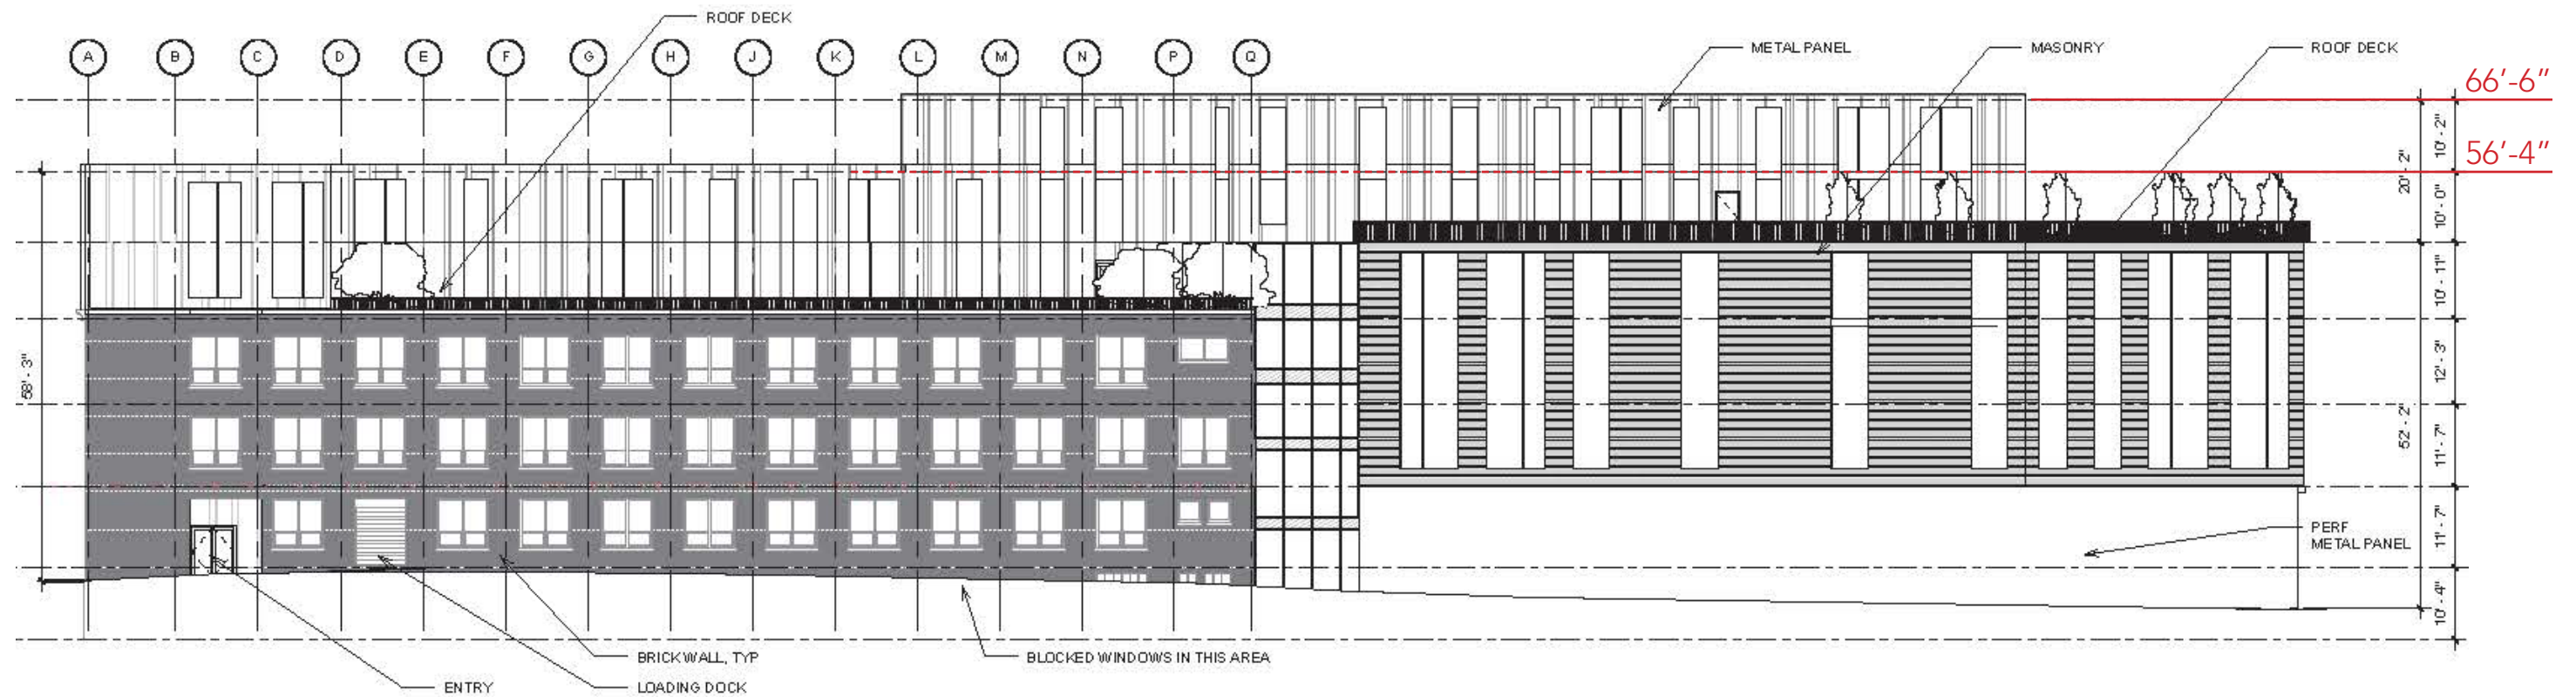 ROOF DECK
A B C D E F G H J K L M N P Q
METAL PANEL
MASONRY
ROOF DECK
66'-6"
56'-4"
10' - 2"
20' - 2"
10' - 0"
10' - 11"
12' - 3"
52' - 2"
11' - 7"
11' - 7"
10' - 4"
58' - 3"
PERF
METAL PANEL
BRICK WALL, TYP
BLOCKED WINDOWS IN THIS AREA
ENTRY
LOADING DOCK